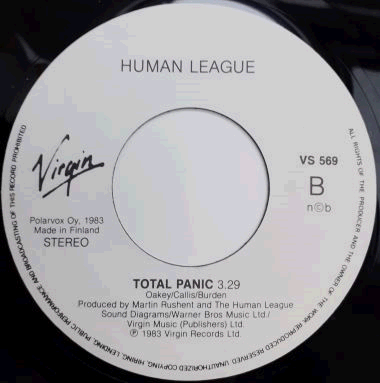 HUMAN LEAGUE
Virgin
VS 569
B
n©b
Polarvox Oy, 1983
Made in Finland
STEREO
TOTAL PANIC 3.29
Oakey/Callis/Burden
Produced by Martin Rushent and The Human League
Sound Diagrams/Warner Bros Music Ltd/
Virgin Music (Publishers) Ltd.
℗ 1983 Virgin Records Ltd.
ALL RIGHTS OF THE PRODUCER AND THE OWNER OF THE WORK REPRODUCED RESERVED. UNAUTHORIZED COPYING, HIRING, LENDING, PUBLIC PERFORMANCE AND BROADCASTING OF THIS RECORD PROHIBITED